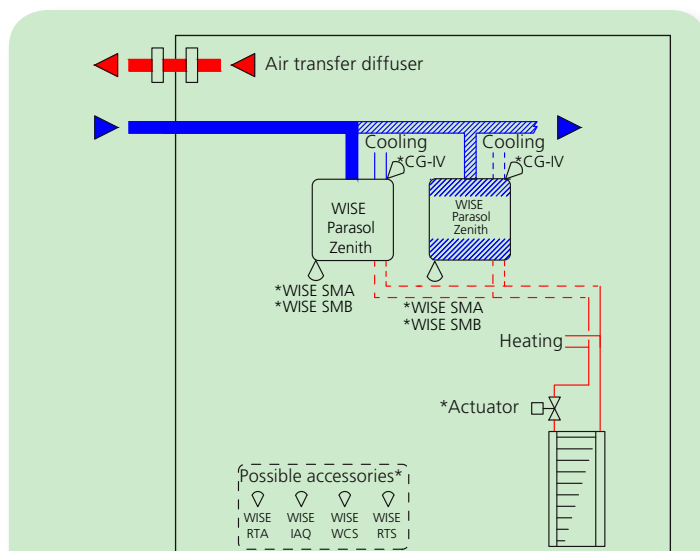 Air transfer diffuser
Cooling
*CG-IV
Cooling
*CG-IV
WISE
Parasol
Zenith
WISE
Parasol
Zenith
*WISE SMA
*WISE SMB
*WISE SMA
*WISE SMB
Heating
*Actuator
Possible accessories*
WISE RTA
WISE IAQ
WISE WCS
WISE RTS